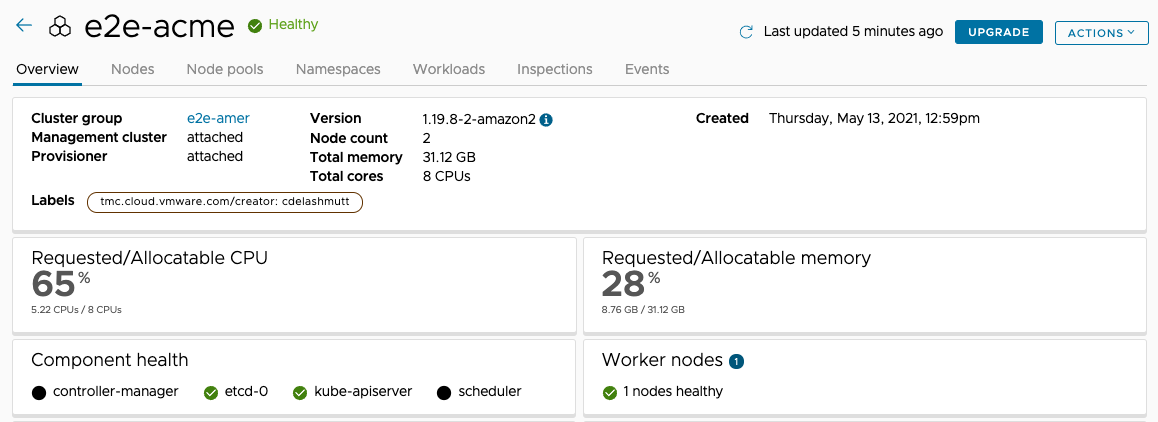 e2e-acme Healthy
Last updated 5 minutes ago UPGRADE ACTIONS
Overview Nodes Node pools Namespaces Workloads Inspections Events
Cluster group e2e-amer
Management cluster attached
Provisioner attached
Version 1.19.8-2-amazon2
Node count 2
Total memory 31.12 GB
Total cores 8 CPUs
Created Thursday, May 13, 2021, 12:59pm
Labels tmc.cloud.vmware.com/creator: cdelashmutt
Requested/Allocatable CPU
65%
5.22 CPUs / 8 CPUs
Requested/Allocatable memory
28%
8.76 GB / 31.12 GB
Component health
controller-manager etcd-0 kube-apiserver scheduler
Worker nodes 1
1 nodes healthy